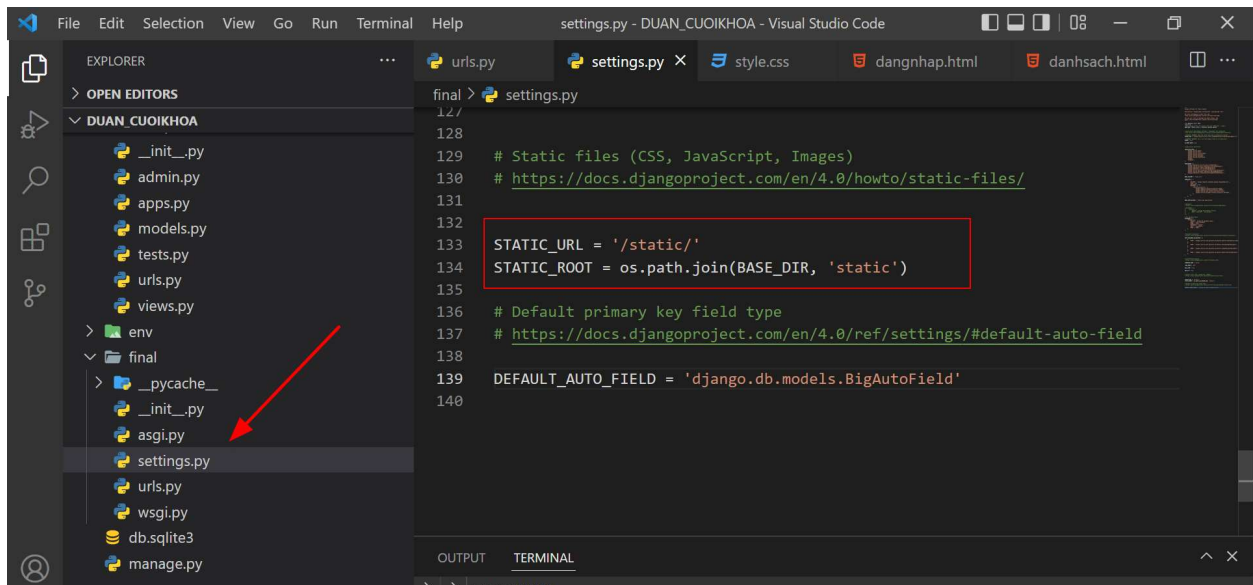 File Edit Selection View Go Run Terminal Help settings.py - DUAN_CUOIKHOA - Visual Studio Code
EXPLORER
OPEN EDITORS
DUAN_CUOIKHOA
__init__.py
admin.py
apps.py
models.py
tests.py
urls.py
views.py
env
final
__pycache__
__init__.py
asgi.py
settings.py
urls.py
wsgi.py
db.sqlite3
manage.py
urls.py settings.py style.css dangnhap.html danhsach.html
final > settings.py
127
128
129 # Static files (CSS, JavaScript, Images)
130 # https://docs.djangoproject.com/en/4.0/howto/static-files/
131
132
133 STATIC_URL = '/static/'
134 STATIC_ROOT = os.path.join(BASE_DIR, 'static')
135
136 # Default primary key field type
137 # https://docs.djangoproject.com/en/4.0/ref/settings/#default-auto-field
138
139 DEFAULT_AUTO_FIELD = 'django.db.models.BigAutoField'
140
OUTPUT TERMINAL